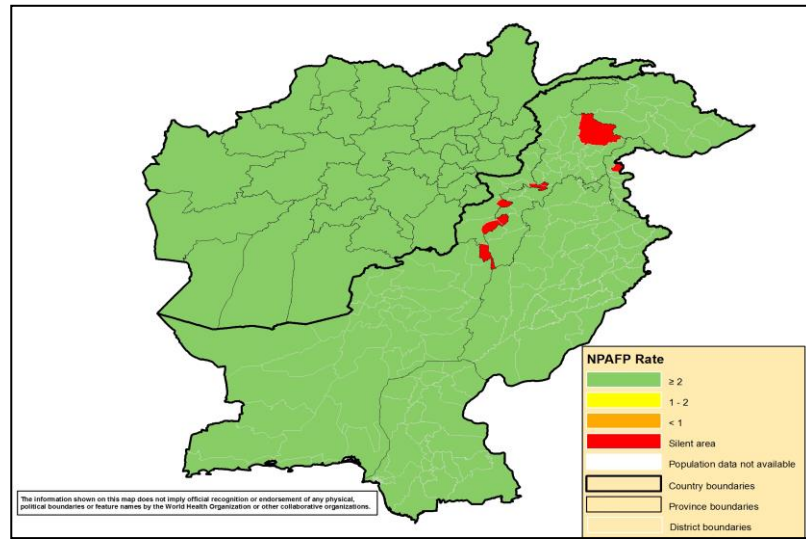 NPAFP Rate
≥ 2
1 - 2
< 1
Silent area
Population data not available
Country boundaries
Province boundaries
District boundaries
The information shown on this map does not imply official recognition or endorsement of any physical,
political boundaries or feature names by the World Health Organization or other collaborative organizations.